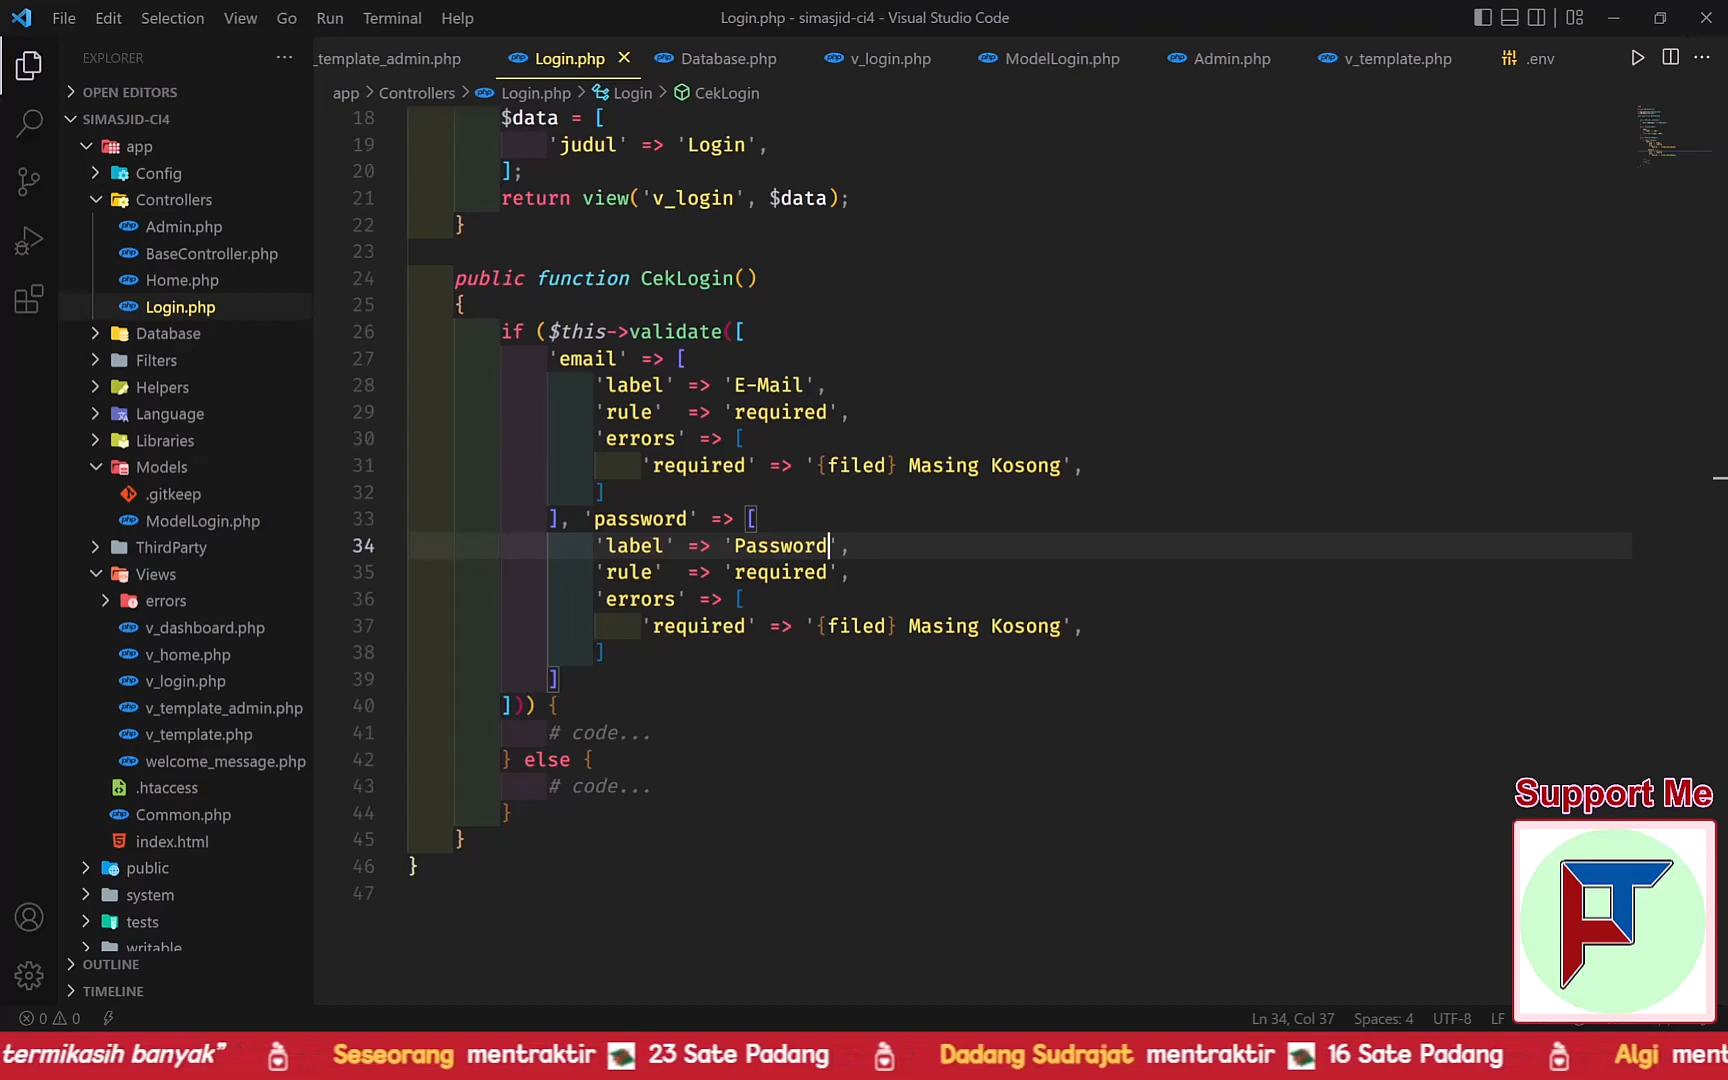 File Edit Selection View Go Run Terminal Help
Login.php - simasjid-ci4 - Visual Studio Code
EXPLORER
_template_admin.php Login.php Database.php v_login.php ModelLogin.php Admin.php v_template.php .env
app > Controllers > Login.php > Login > CekLogin
OPEN EDITORS
SIMASJID-CI4
app
Config
Controllers
Admin.php
BaseController.php
Home.php
Login.php
Database
Filters
Helpers
Language
Libraries
Models
.gitkeep
ModelLogin.php
ThirdParty
Views
errors
v_dashboard.php
v_home.php
v_login.php
v_template_admin.php
v_template.php
welcome_message.php
.htaccess
Common.php
index.html
public
system
tests
writable
OUTLINE
TIMELINE
18 $data = [
19 'judul' => 'Login',
20 ];
21 return view('v_login', $data);
22 }
23
24 public function CekLogin()
25 {
26 if ($this->validate([
27 'email' => [
28 'label' => 'E-Mail',
29 'rule' => 'required',
30 'errors' => [
31 'required' => '{filed} Masing Kosong',
32 ]
33 ], 'password' => [
34 'label' => 'Password',
35 'rule' => 'required',
36 'errors' => [
37 'required' => '{filed} Masing Kosong',
38 ]
39 ]
40 ])) {
41 # code...
42 } else {
43 # code...
44 }
45 }
46 }
47
Support Me
PT
0 0
Ln 34, Col 37 Spaces: 4 UTF-8 LF
termikasih banyak” Seseorang mentraktir 23 Sate Padang Dadang Sudrajat mentraktir 16 Sate Padang Algi ment